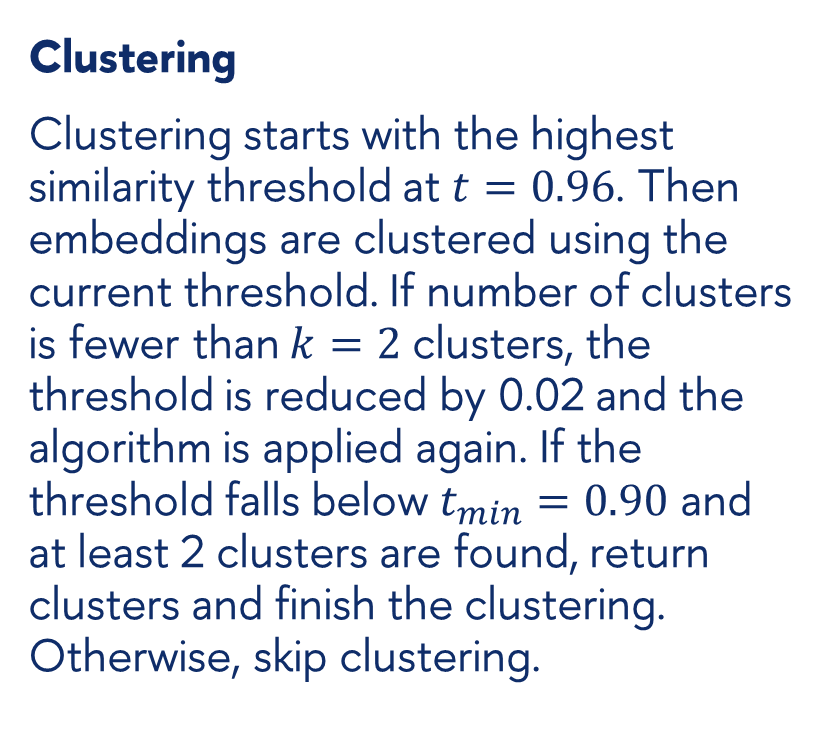 Clustering
Clustering starts with the highest
similarity threshold at t = 0.96. Then
embeddings are clustered using the
current threshold. If number of clusters
is fewer than k = 2 clusters, the
threshold is reduced by 0.02 and the
algorithm is applied again. If the
threshold falls below tₘᵢₙ = 0.90 and
at least 2 clusters are found, return
clusters and finish the clustering.
Otherwise, skip clustering.